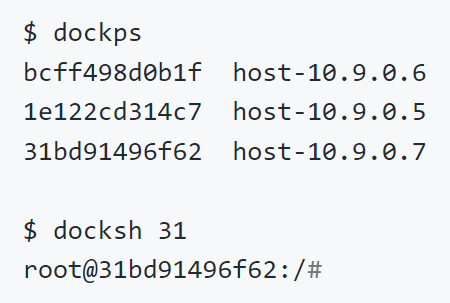 $ dockps
bcff498d0b1f  host-10.9.0.6
1e122cd314c7  host-10.9.0.5
31bd91496f62  host-10.9.0.7
$ docksh 31
root@31bd91496f62:/#